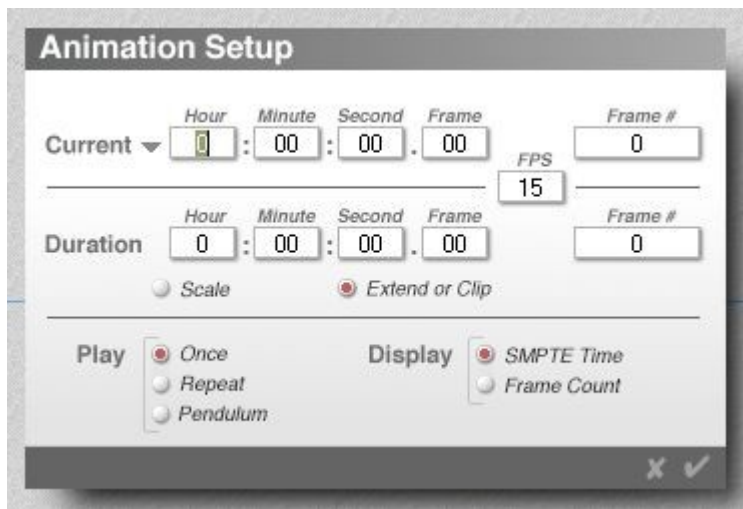 Animation Setup
Hour Minute Second Frame Frame #
Current 0 : 00 : 00 . 00 0
FPS
15
Hour Minute Second Frame Frame #
Duration 0 : 00 : 00 . 00 0
Scale Extend or Clip
Play Once Display SMPTE Time
Repeat Frame Count
Pendulum